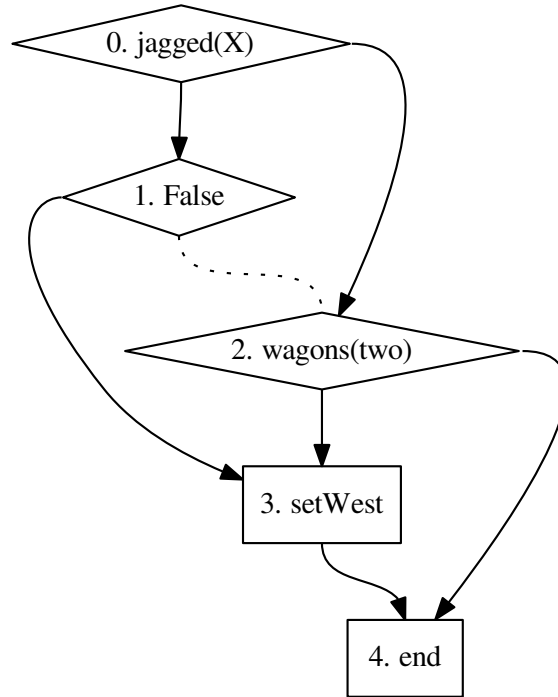 0. jagged(X)
1. False
2. wagons(two)
3. setWest
4. end